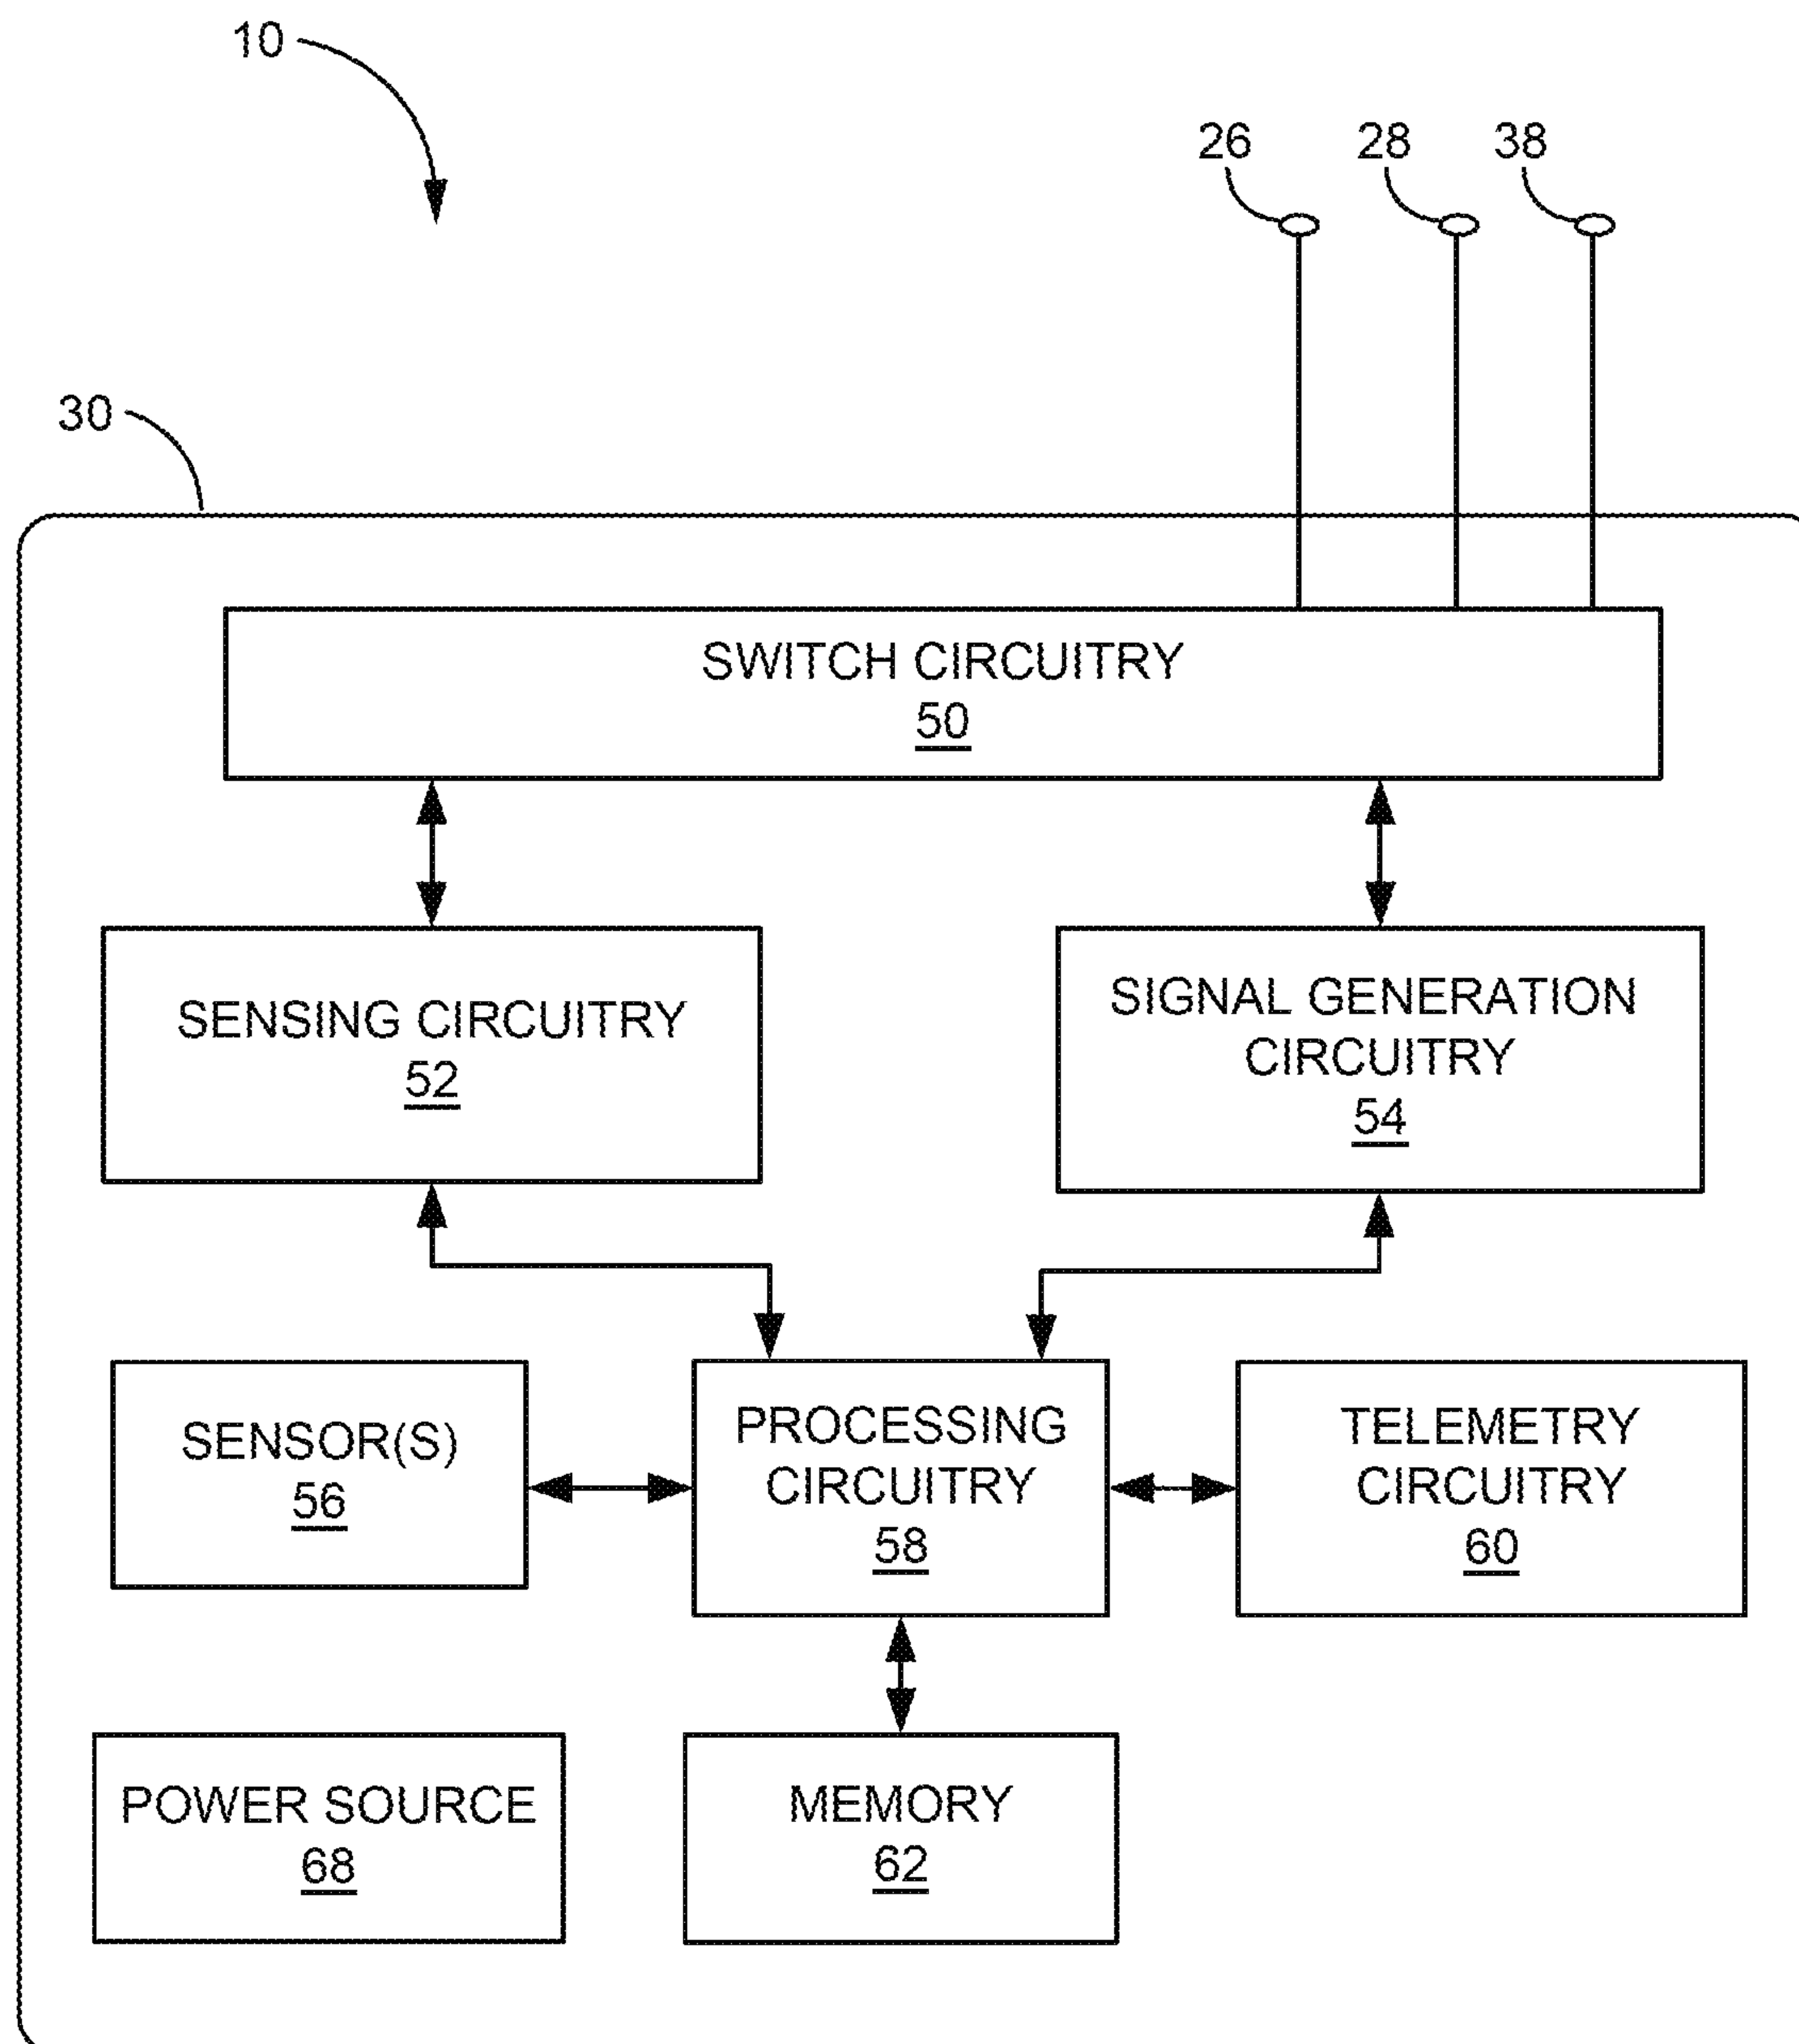 10
26
28
38
30
SWITCH CIRCUITRY
50
SENSING CIRCUITRY
52
SIGNAL GENERATION
CIRCUITRY
54
SENSOR(S)
56
PROCESSING
CIRCUITRY
58
TELEMETRY
CIRCUITRY
60
POWER SOURCE
68
MEMORY
62